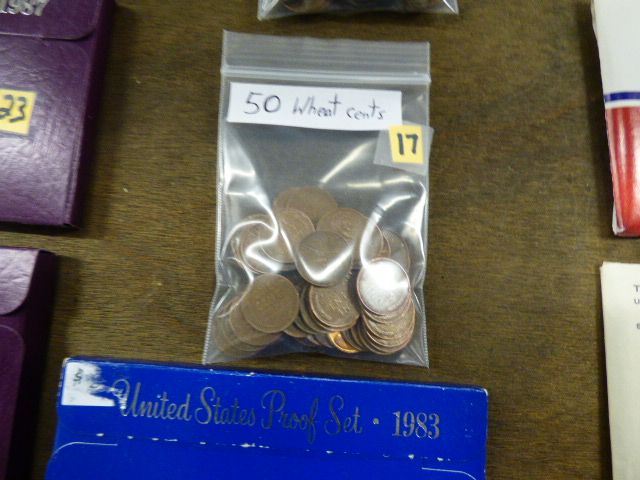 1987
23
50 Wheat cents
17
United States Proof Set · 1983